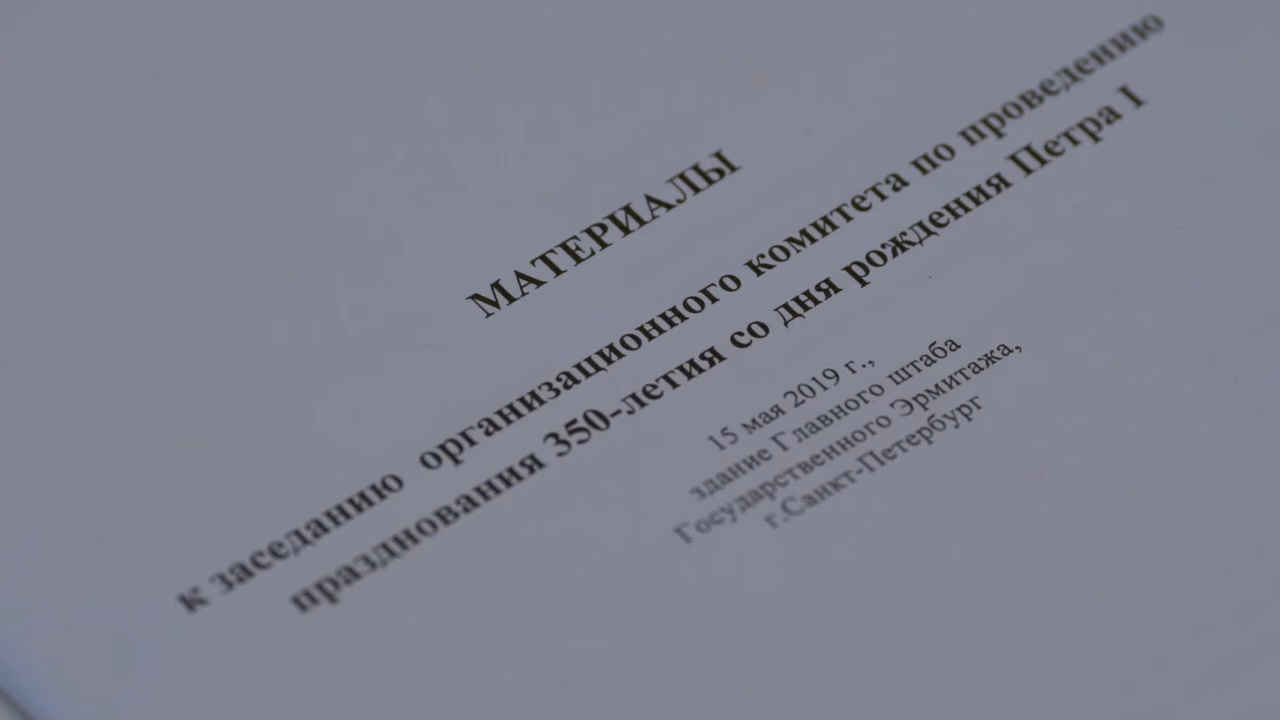 МАТЕРИАЛЫ
к заседанию организационного комитета по проведению
празднования 350-летия со дня рождения Петра I
15 мая 2019 г.,
здание Главного штаба
Государственного Эрмитажа,
г.Санкт-Петербург